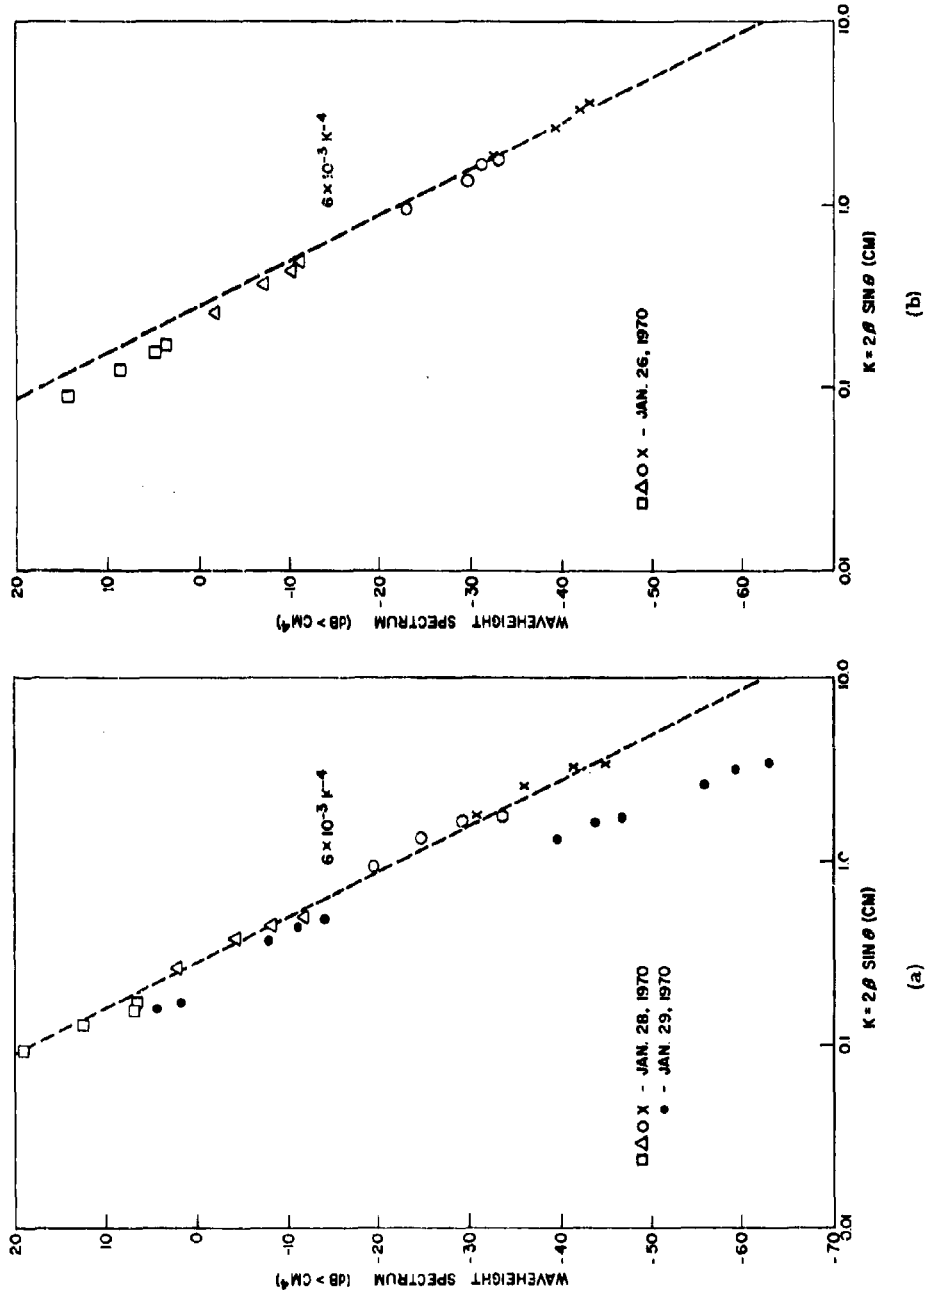 20
10
0
-10
-20
-30
-40
-50
-60
-70
WAVEHEIGHT SPECTRUM (dB > CM⁴)
6 × 10⁻³ K⁻⁴
□△O X - JAN. 28, 1970
● - JAN. 29, 1970
0.01
0.1
1.0
10.0
K = 2β SIN θ (CM)
(a)
20
10
0
-10
-20
-30
-40
-50
-60
-70
WAVEHEIGHT SPECTRUM (dB > CM⁴)
6 × 10⁻³ K⁻⁴
□△O X - JAN. 26, 1970
0.01
0.1
1.0
10.0
K = 2β SIN θ (CM)
(b)